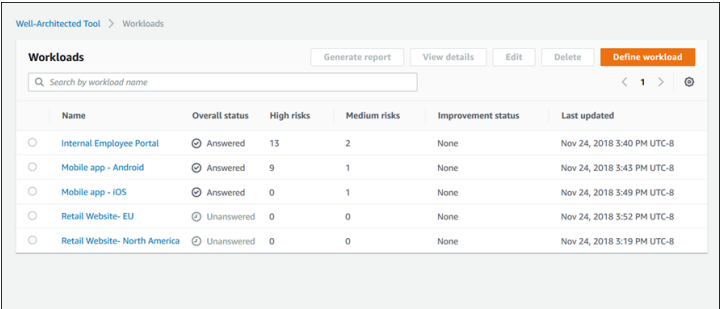 Well-Architected Tool > Workloads
Workloads
Generate report View details Edit Delete Define workload
Search by workload name < 1 >
Name Overall status High risks Medium risks Improvement status Last updated
Internal Employee Portal Answered 13 2 None Nov 24, 2018 3:40 PM UTC-8
Mobile app - Android Answered 9 1 None Nov 24, 2018 3:43 PM UTC-8
Mobile app - iOS Answered 0 1 None Nov 24, 2018 3:49 PM UTC-8
Retail Website- EU Unanswered 0 0 None Nov 24, 2018 3:52 PM UTC-8
Retail Website- North America Unanswered 0 0 None Nov 24, 2018 3:19 PM UTC-8